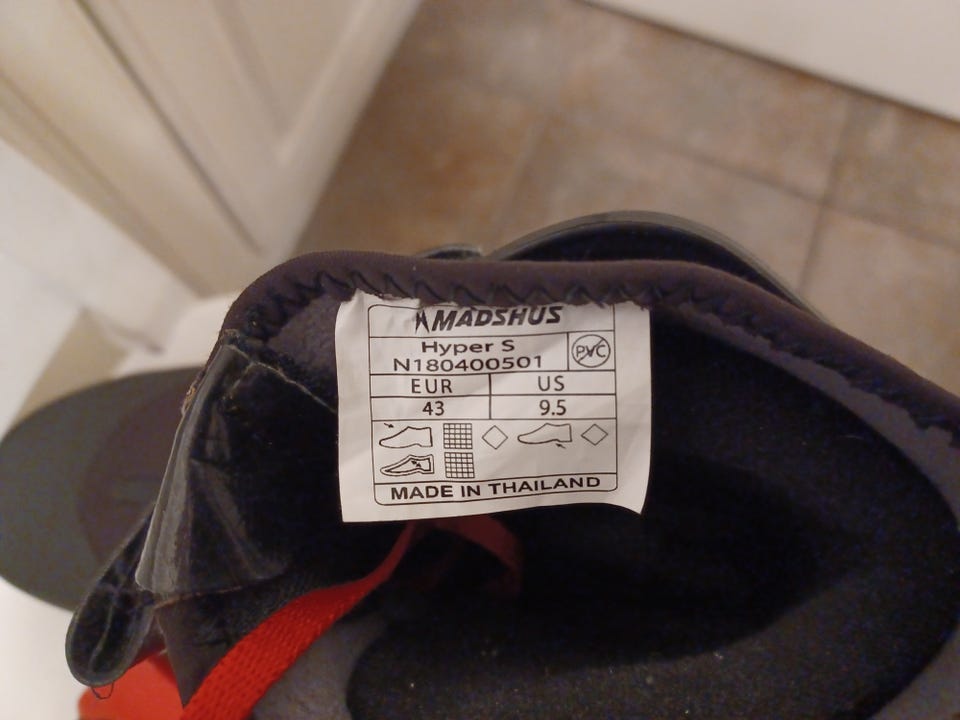 MADSHUS
Hyper S
N180400501
PVC
EUR US
43 9.5
MADE IN THAILAND